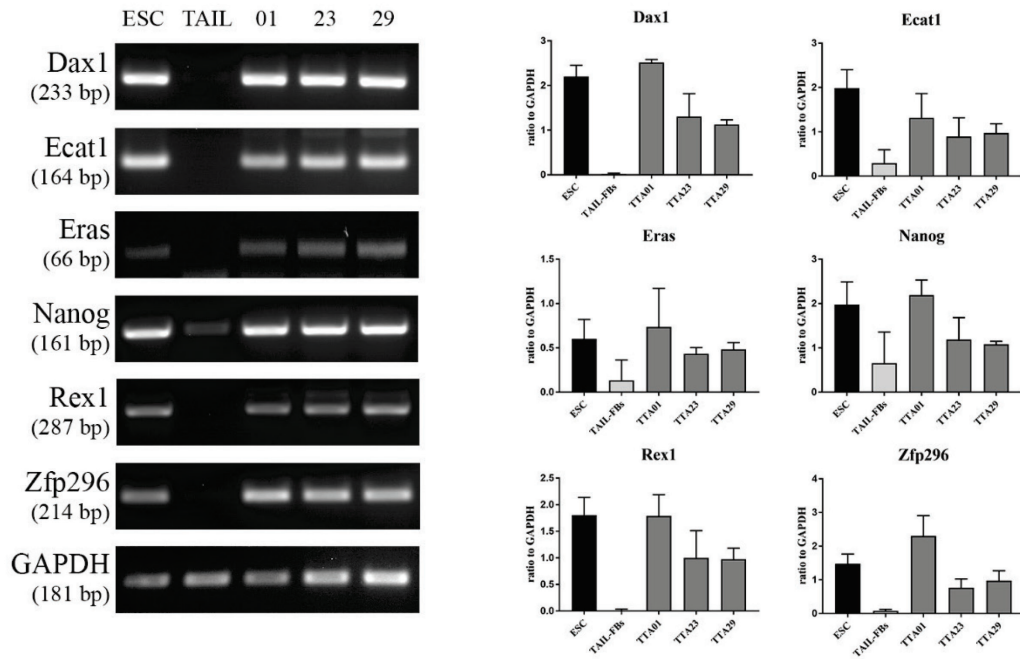 ESC TAIL 01 23 29
Dax1
(233 bp)
Ecat1
(164 bp)
Eras
(66 bp)
Nanog
(161 bp)
Rex1
(287 bp)
Zfp296
(214 bp)
GAPDH
(181 bp)
Dax1
ratio to GAPDH
3
2
1
0
ESC TAIL-FBs TTA01 TTA23 TTA29
Ecat1
ratio to GAPDH
3
2
1
0
ESC TAIL-FBs TTA01 TTA23 TTA29
Eras
ratio to GAPDH
1.5
1.0
0.5
0.0
ESC TAIL-FBs TTA01 TTA23 TTA29
Nanog
ratio to GAPDH
3
2
1
0
ESC TAIL-FBs TTA01 TTA23 TTA29
Rex1
ratio to GAPDH
2.5
2.0
1.5
1.0
0.5
0.0
ESC TAIL-FBs TTA01 TTA23 TTA29
Zfp296
ratio to GAPDH
4
3
2
1
0
ESC TAIL-FBs TTA01 TTA23 TTA29